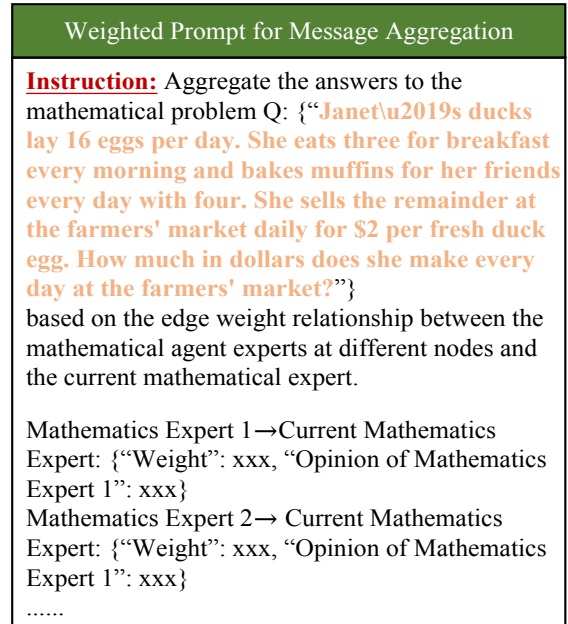 Weighted Prompt for Message Aggregation
Instruction: Aggregate the answers to the
mathematical problem Q: {“Janet\u2019s ducks
lay 16 eggs per day. She eats three for breakfast
every morning and bakes muffins for her friends
every day with four. She sells the remainder at
the farmers' market daily for $2 per fresh duck
egg. How much in dollars does she make every
day at the farmers' market?”}
based on the edge weight relationship between the
mathematical agent experts at different nodes and
the current mathematical expert.
Mathematics Expert 1→Current Mathematics
Expert: {“Weight”: xxx, “Opinion of Mathematics
Expert 1”: xxx}
Mathematics Expert 2→ Current Mathematics
Expert: {“Weight”: xxx, “Opinion of Mathematics
Expert 1”: xxx}
......